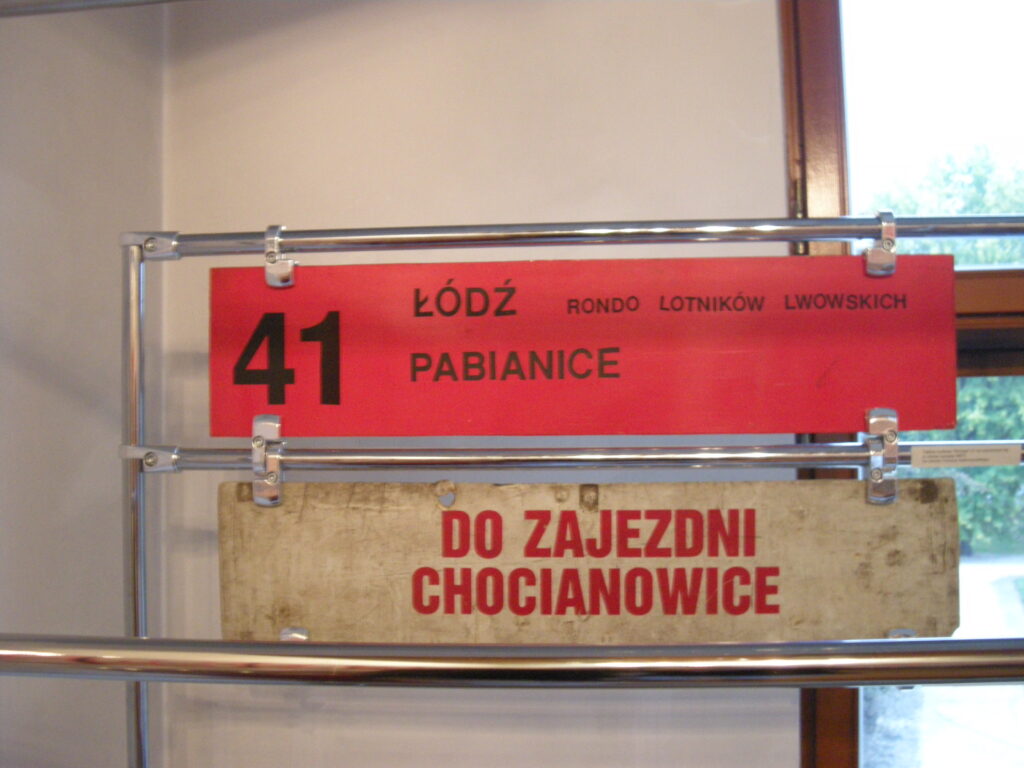 41 ŁÓDŹ RONDO LOTNIKÓW LWOWSKICH
PABIANICE
DO ZAJEZDNI
CHOCIANOWICE